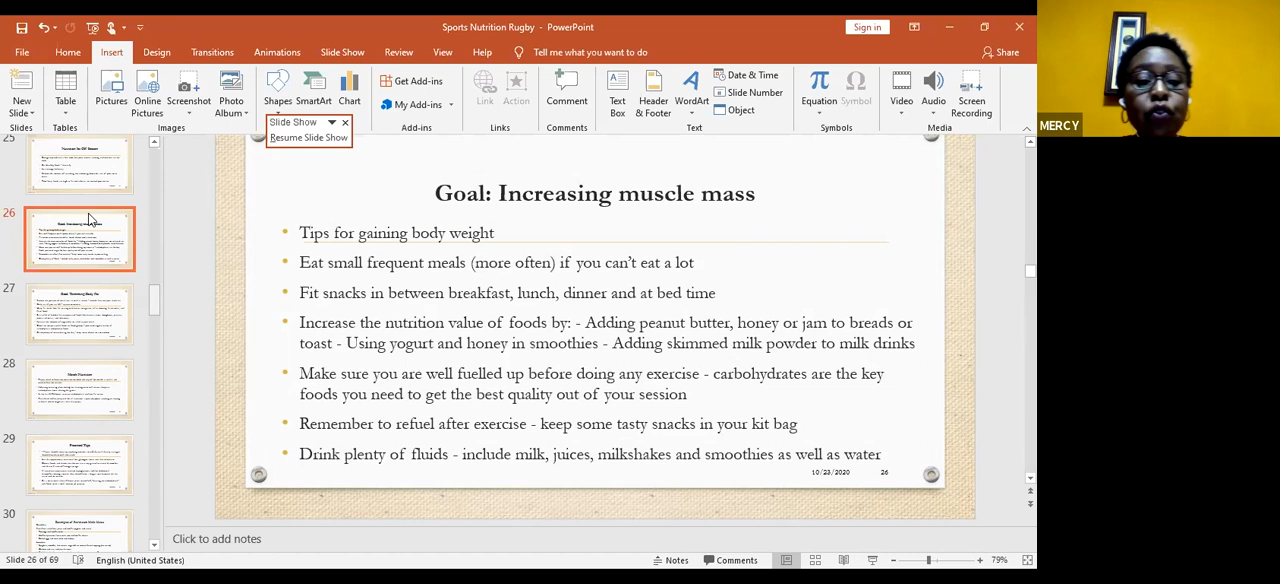 Sports Nutrition Rugby - PowerPoint
Sign in
File Home Insert Design Transitions Animations Slide Show Review View Help Tell me what you want to do Share
New Slide
Slides
Table
Tables
Pictures
Online Pictures
Screenshot
Photo Album
Images
Shapes
SmartArt
Chart
Get Add-ins
My Add-ins
Add-ins
Link
Action
Links
Comment
Comments
Text Box
Header & Footer
WordArt
Date & Time
Slide Number
Object
Text
Equation
Symbol
Symbols
Video
Audio
Screen Recording
Media
Slide Show
Resume Slide Show
MERCY
25
26
27
28
29
30
Goal: Increasing muscle mass
Tips for gaining body weight
Eat small frequent meals (more often) if you can't eat a lot
Fit snacks in between breakfast, lunch, dinner and at bed time
Increase the nutrition value of foods by: - Adding peanut butter, honey or jam to breads or
toast - Using yogurt and honey in smoothies - Adding skimmed milk powder to milk drinks
Make sure you are well fuelled up before doing any exercise - carbohydrates are the key
foods you need to get the best quality out of your session
Remember to refuel after exercise - keep some tasty snacks in your kit bag
Drink plenty of fluids - include milk, juices, milkshakes and smoothies as well as water
10/23/2020 26
Click to add notes
Slide 26 of 69 English (United States) Notes Comments 79%